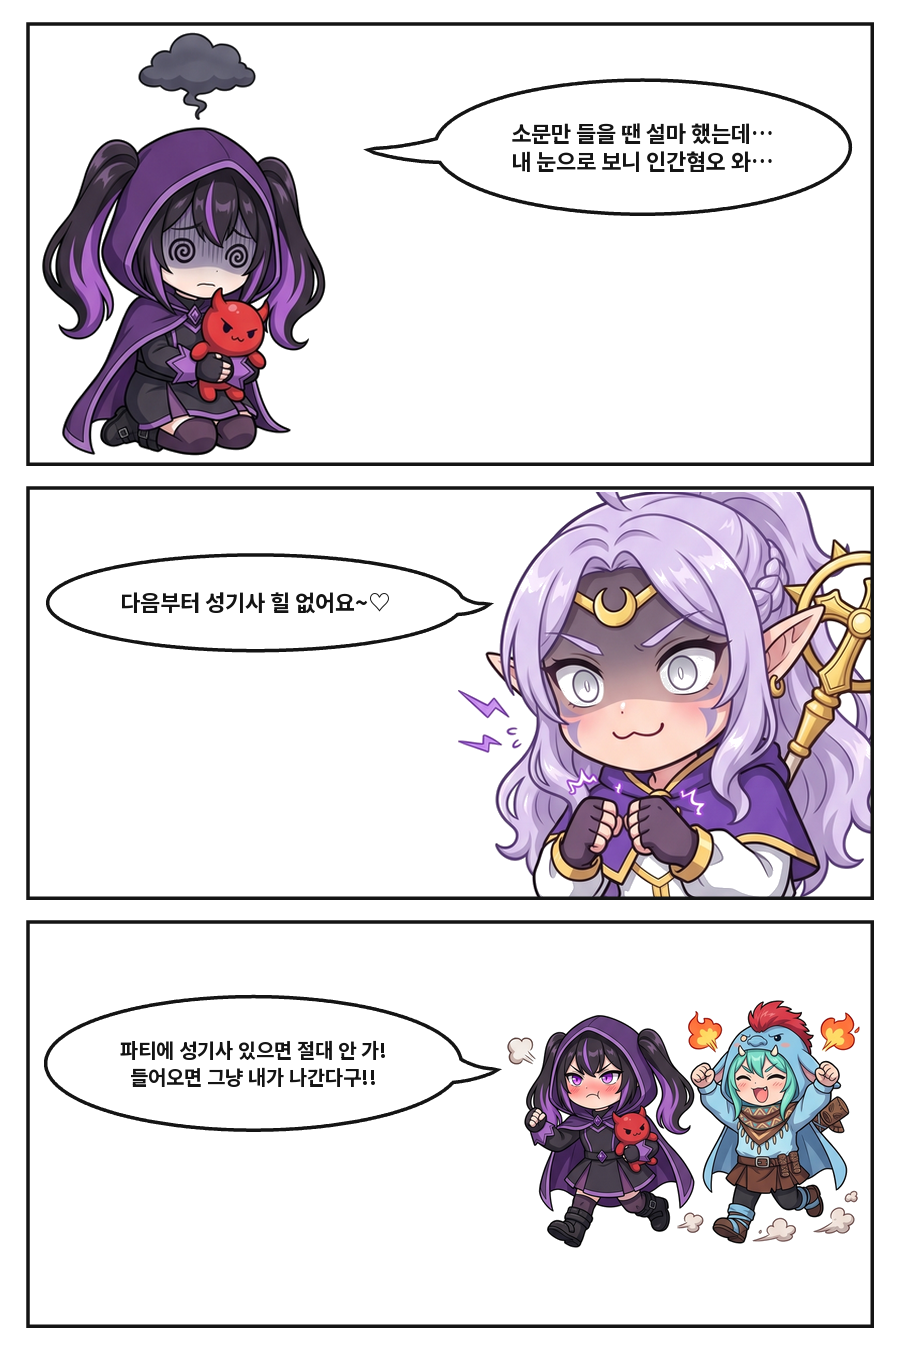 소문만 들을 땐 설마 했는데…
내 눈으로 보니 인간혐오 와…
다음부터 성기사 힐 없어요~♡
파티에 성기사 있으면 절대 안 가!
들어오면 그냥 내가 나간다구!!